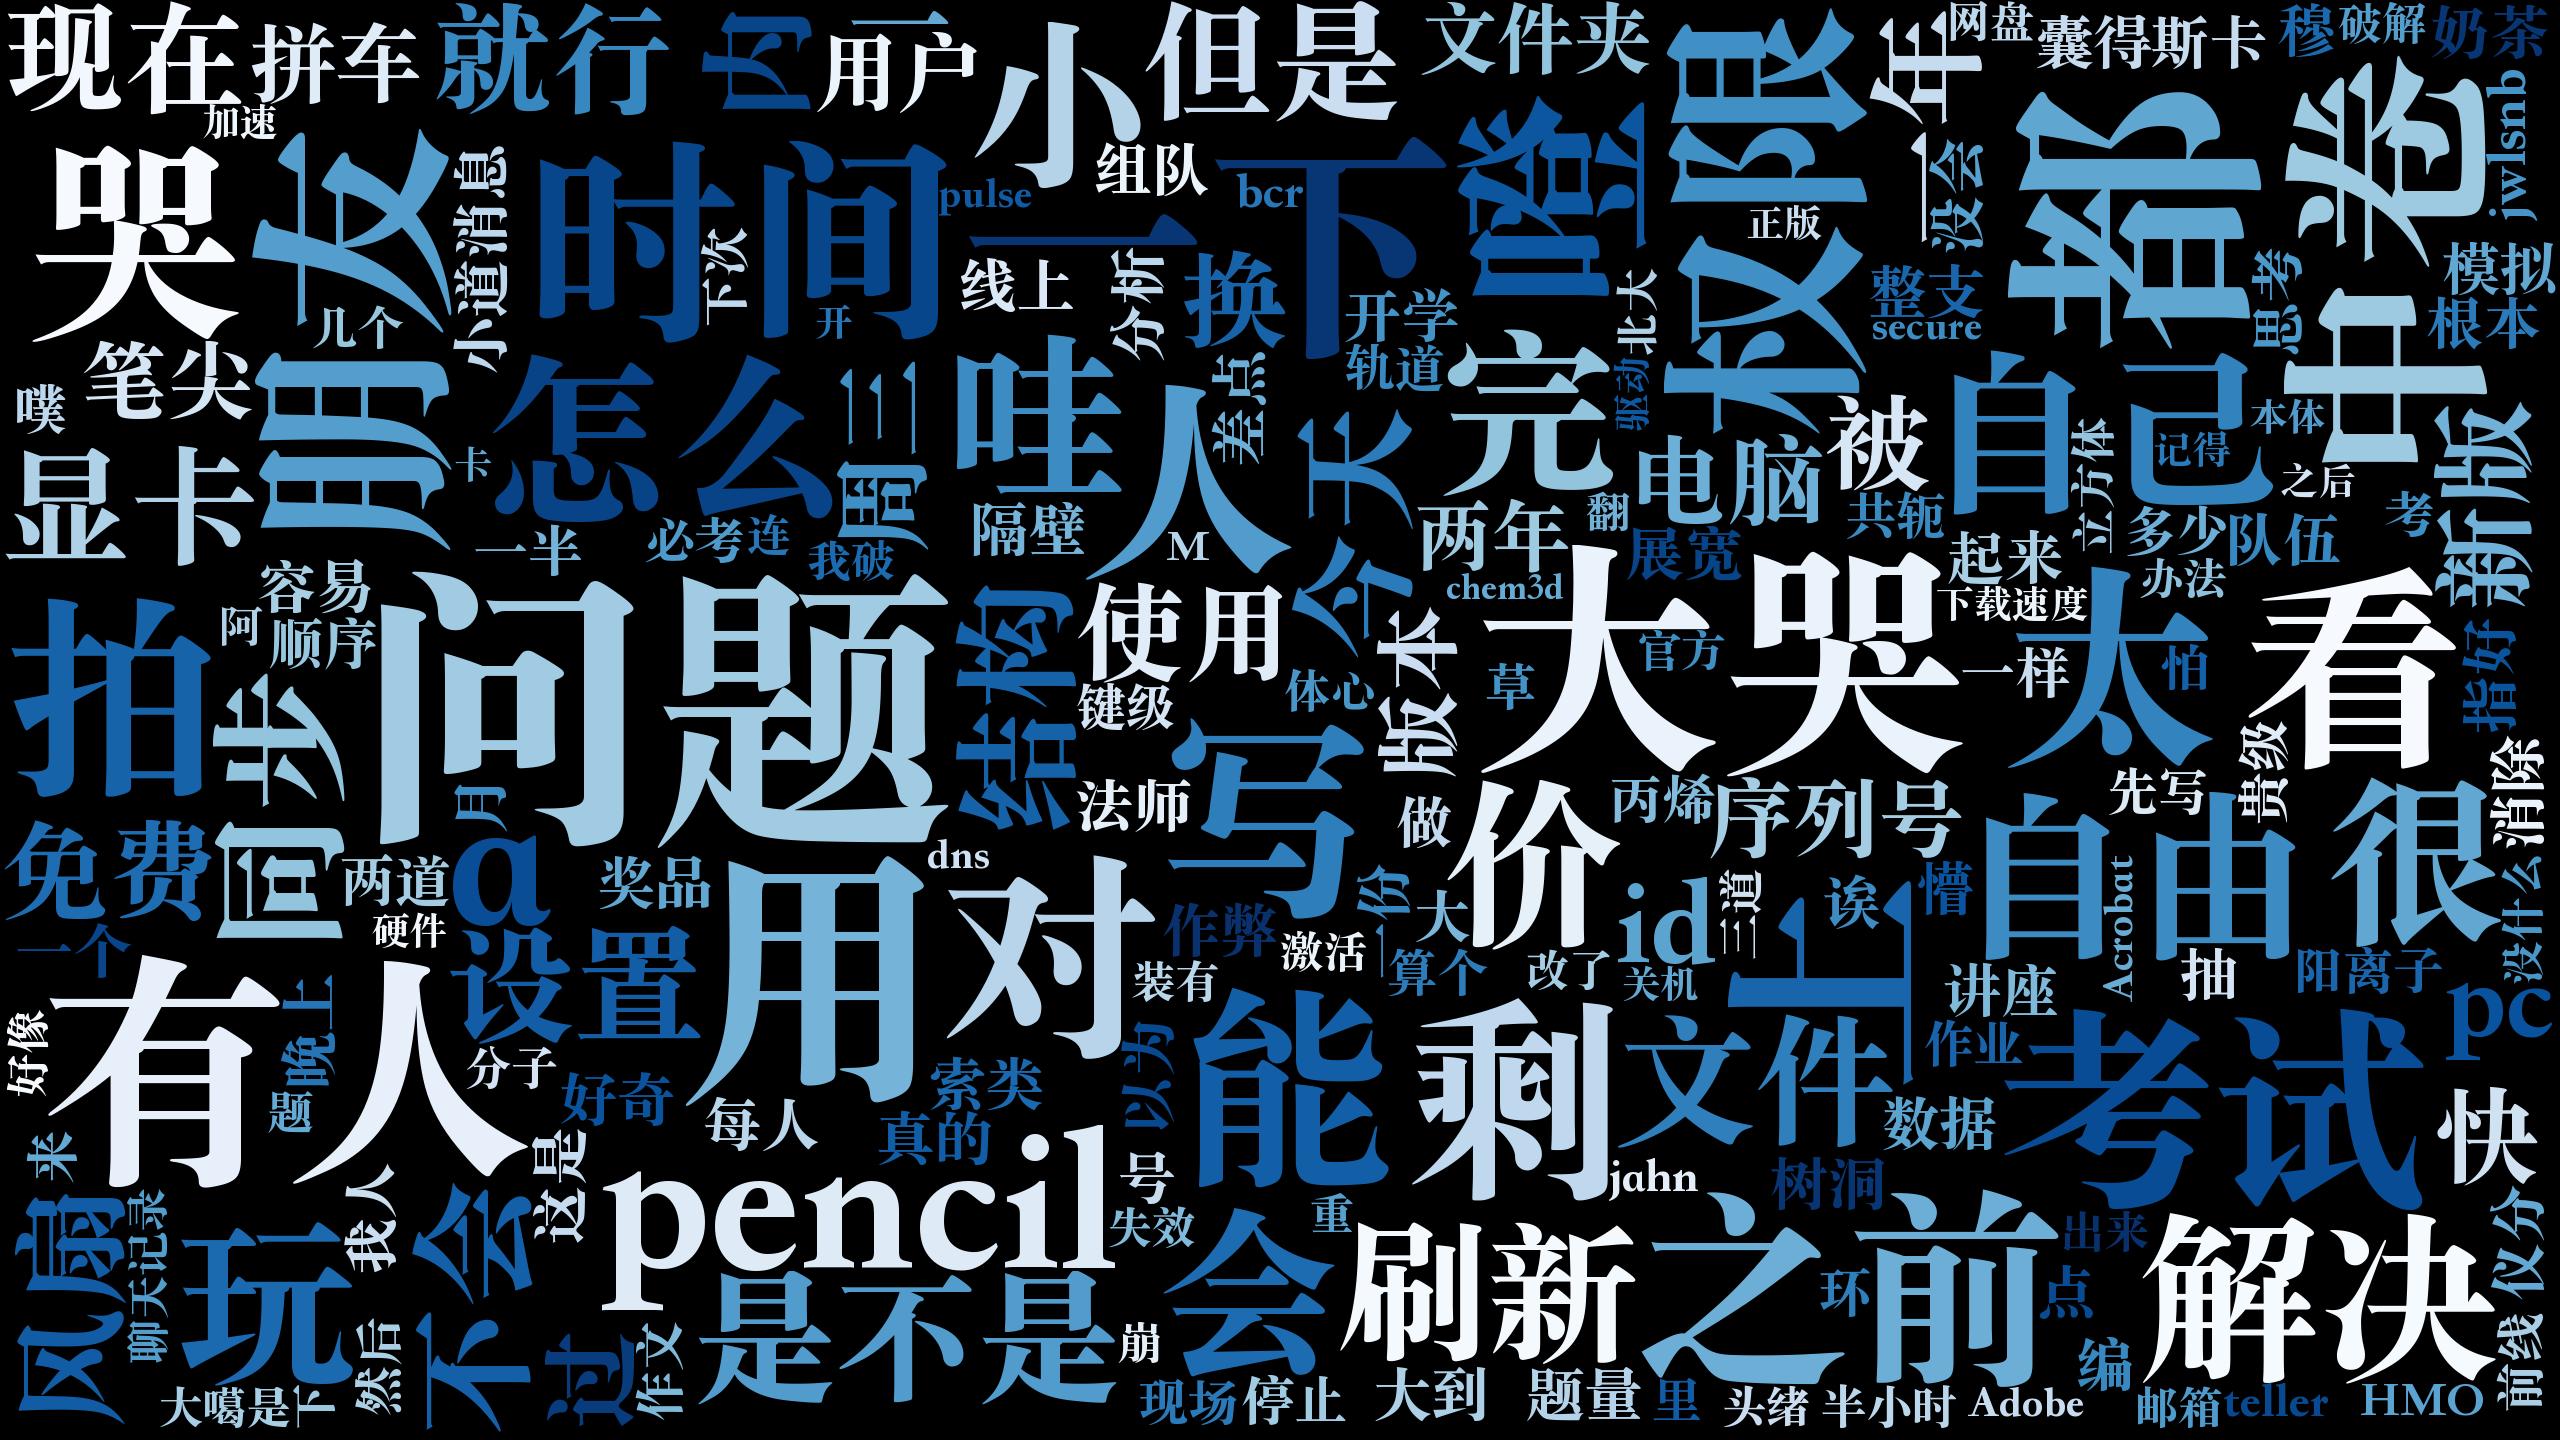 现在
拼车
就行
一
用户
小
但是
文件夹
年
网盘
囊得斯卡
穆
破解
奶茶
加速
哭
友
小道消息
时间
pulse
组队
bcr
一下
哈
权限
正版
一会
没
都
卷
jwlsnb
几个
下次
开
线上
分析
换
开学
北大
整支
secure
思考
模拟
根本
噗
笔尖
朋
怎么
周三
哇
人
差点
轨道
完
驱动
自己
记得
本体
中
新版
显卡
卡
一半
必考
连
我破
隔壁
M
今天
两年
翻
电脑
被
共轭
立方体
之后
多少
队伍
考
容易
阿
顺序
chem3d
展宽
起来
下载速度
办法
拍
同步
问题
结构
使用
键级
体心
版本
草
大哭
官方
一样
太
怕
看
指好
月
法师
写
做
价
丙烯
序列号
先写
贵级
消除
免费
一个
两道
硬件
a
奖品
dns
用
对
作弊
一份
激活
大
算个
改了
id
关机
三道
诶
懵
自由
很
没什么
Acrobat
好像
有人
晚上
题
设置
分子
好奇
每人
索类
真的
装有
以为
能
剩
文件
上
讲座
作业
抽
阳离子
pc
数据
考试
快
来
风扇
聊天记录
玩
我人
不会
这是
pencil
号
失效
会
重
jahn
树洞
刷新
之前
环
点
出来
解决
仅分
前线
大噶是下
然后
过
作文
是不是
崩
现场
停止
大到
题量
里
头绪
半小时
Adobe
编
邮箱
teller
HMO